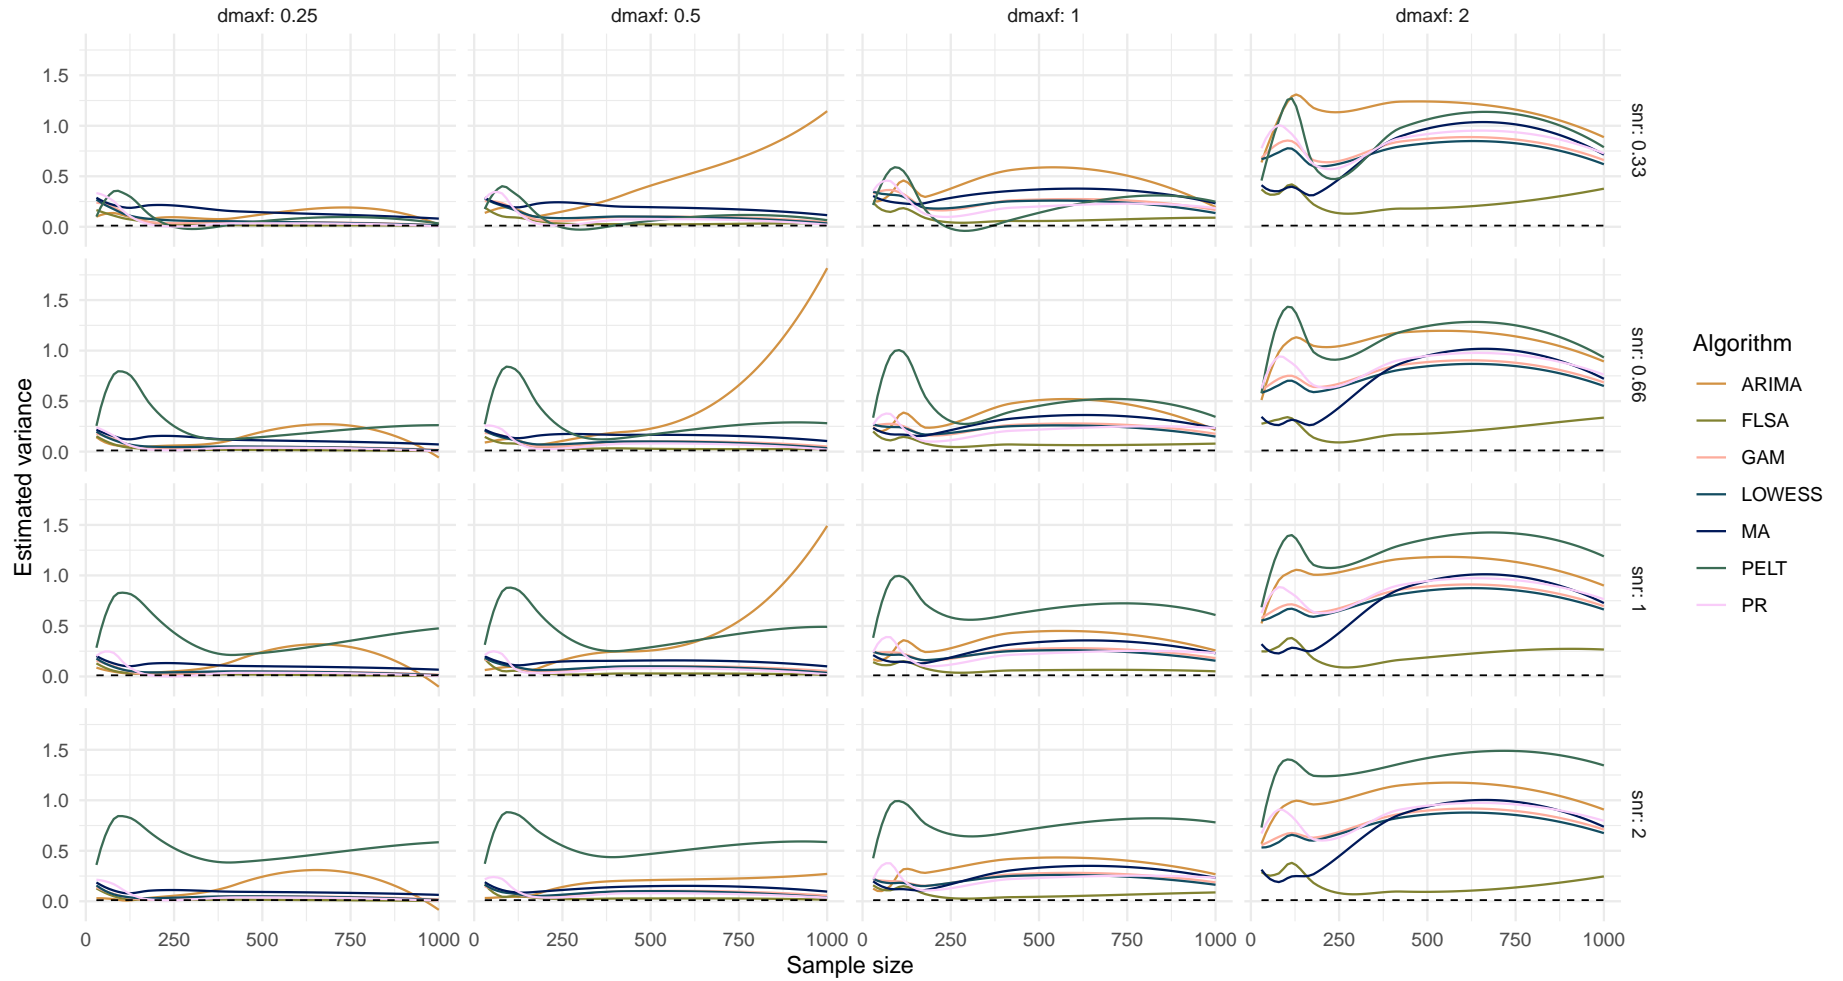 dmaxf: 0.25 dmaxf: 0.5 dmaxf: 1 dmaxf: 2
Estimated variance
1.5
1.0
0.5
0.0
snr: 0.33
1.5
1.0
0.5
0.0
snr: 0.66
1.5
1.0
0.5
0.0
snr: 1
1.5
1.0
0.5
0.0
snr: 2
0 250 500 750 1000 0 250 500 750 1000 0 250 500 750 1000 0 250 500 750 1000
Sample size
Algorithm
ARIMA
FLSA
GAM
LOWESS
MA
PELT
PR